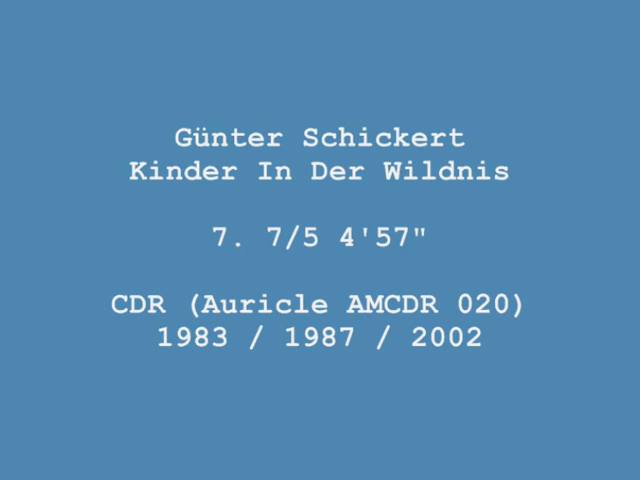 Günter Schickert
Kinder In Der Wildnis
7. 7/5 4'57"
CDR (Auricle AMCDR 020)
1983 / 1987 / 2002